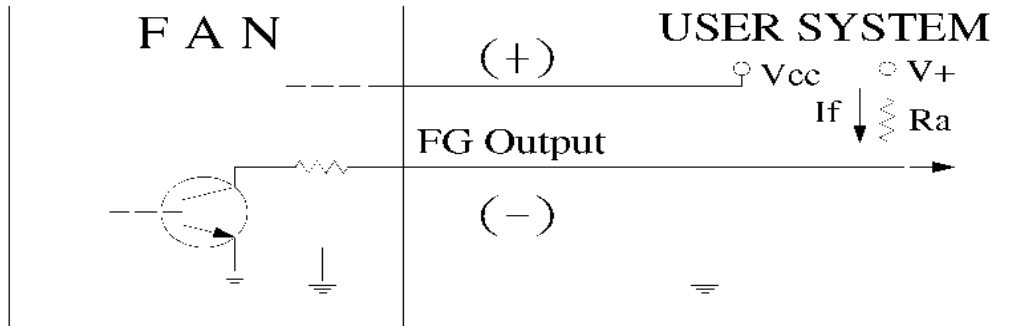 F A N
USER SYSTEM
(+)
Vcc
V+
If
Ra
FG Output
(−)